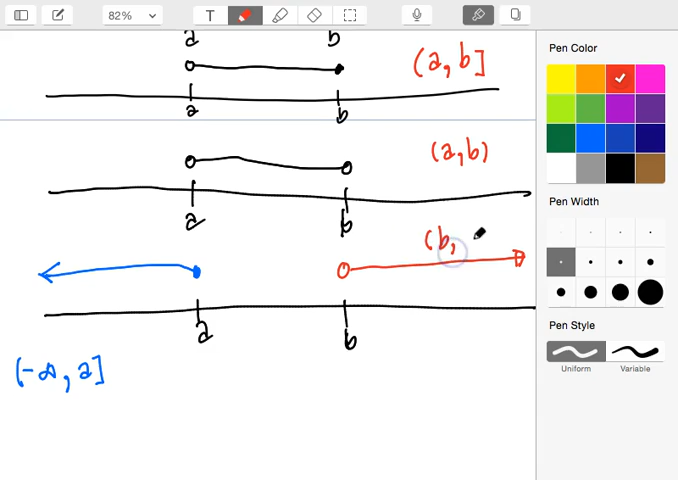 82%
T
a b
(a, b]
a b
(a, b)
a b
(b,
a b
(-∞, a]
Pen Color
Pen Width
Pen Style
Uniform Variable